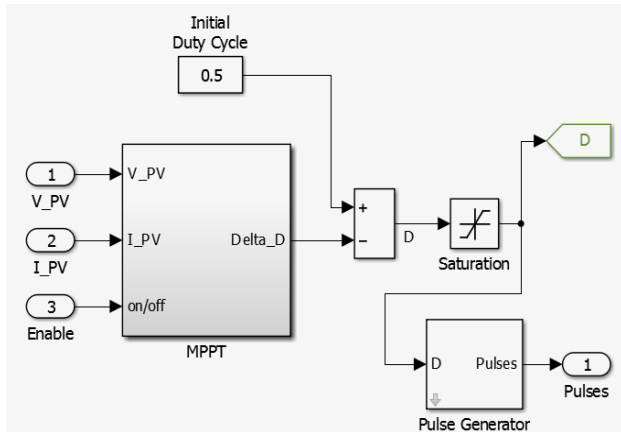 Initial
Duty Cycle
0.5
D
1
V_PV
V_PV
2
I_PV
I_PV
Delta_D
+
−
D
Saturation
3
on/off
Enable
MPPT
D
Pulses
1
Pulses
Pulse Generator